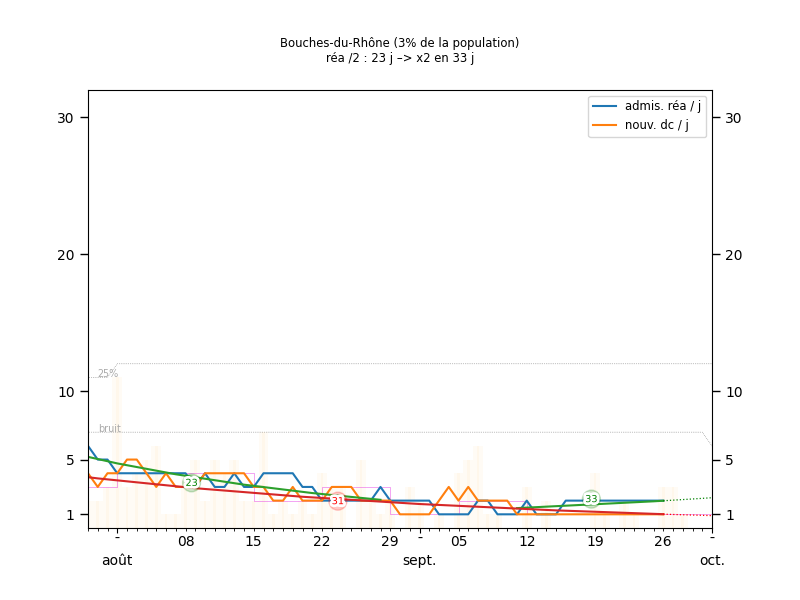 Bouches-du-Rhône (3% de la population)
réa /2 : 23 j –> x2 en 33 j
admis. réa / j
nouv. dc / j
30
30
20
20
25%
10
10
bruit
5
5
23
31
33
1
1
- 08 15 22 29 - 05 12 19 26 -
août sept. oct.